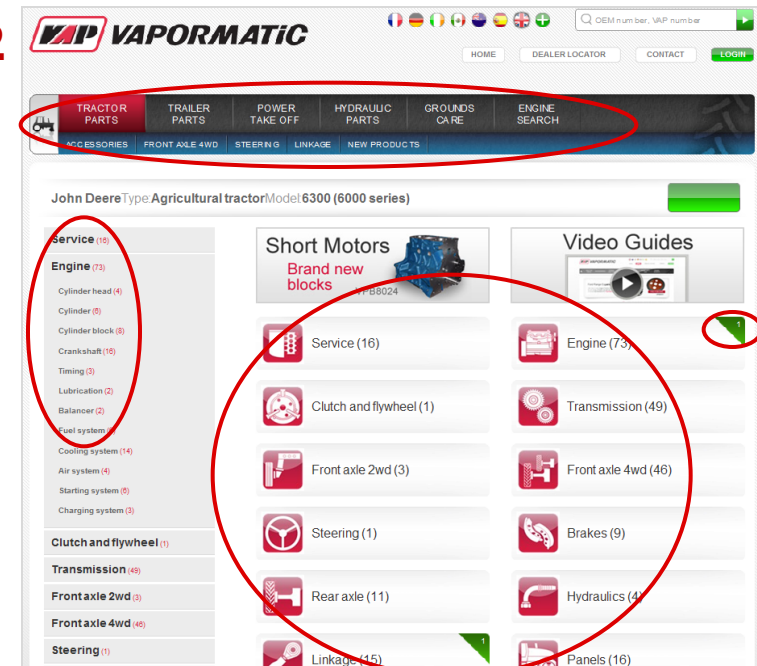 2
VAP VAPORMATIC
OEM number, VAP number
HOME DEALER LOCATOR CONTACT LOGIN
TRACTOR PARTS TRAILER PARTS POWER TAKE OFF HYDRAULIC PARTS GROUNDS CARE ENGINE SEARCH
ACCESSORIES FRONT AXLE 4WD STEERING LINKAGE NEW PRODUCTS
John DeereType:Agricultural tractorModel:6300 (6000 series)
Service (16)
Engine (73)
Cylinder head (4)
Cylinder (6)
Cylinder block (8)
Crankshaft (16)
Timing (3)
Lubrication (2)
Balancer (2)
Fuel system
Cooling system (14)
Air system (4)
Starting system (6)
Charging system (3)
Clutch and flywheel (1)
Transmission (49)
Front axle 2wd (3)
Front axle 4wd (46)
Steering (1)
Short Motors
Brand new
blocks
VPB8024
Video Guides
Service (16)
Engine (73)
1
Clutch and flywheel (1)
Transmission (49)
Front axle 2wd (3)
Front axle 4wd (46)
Steering (1)
Brakes (9)
Rear axle (11)
Hydraulics (4)
Linkage (15)
1
Panels (16)